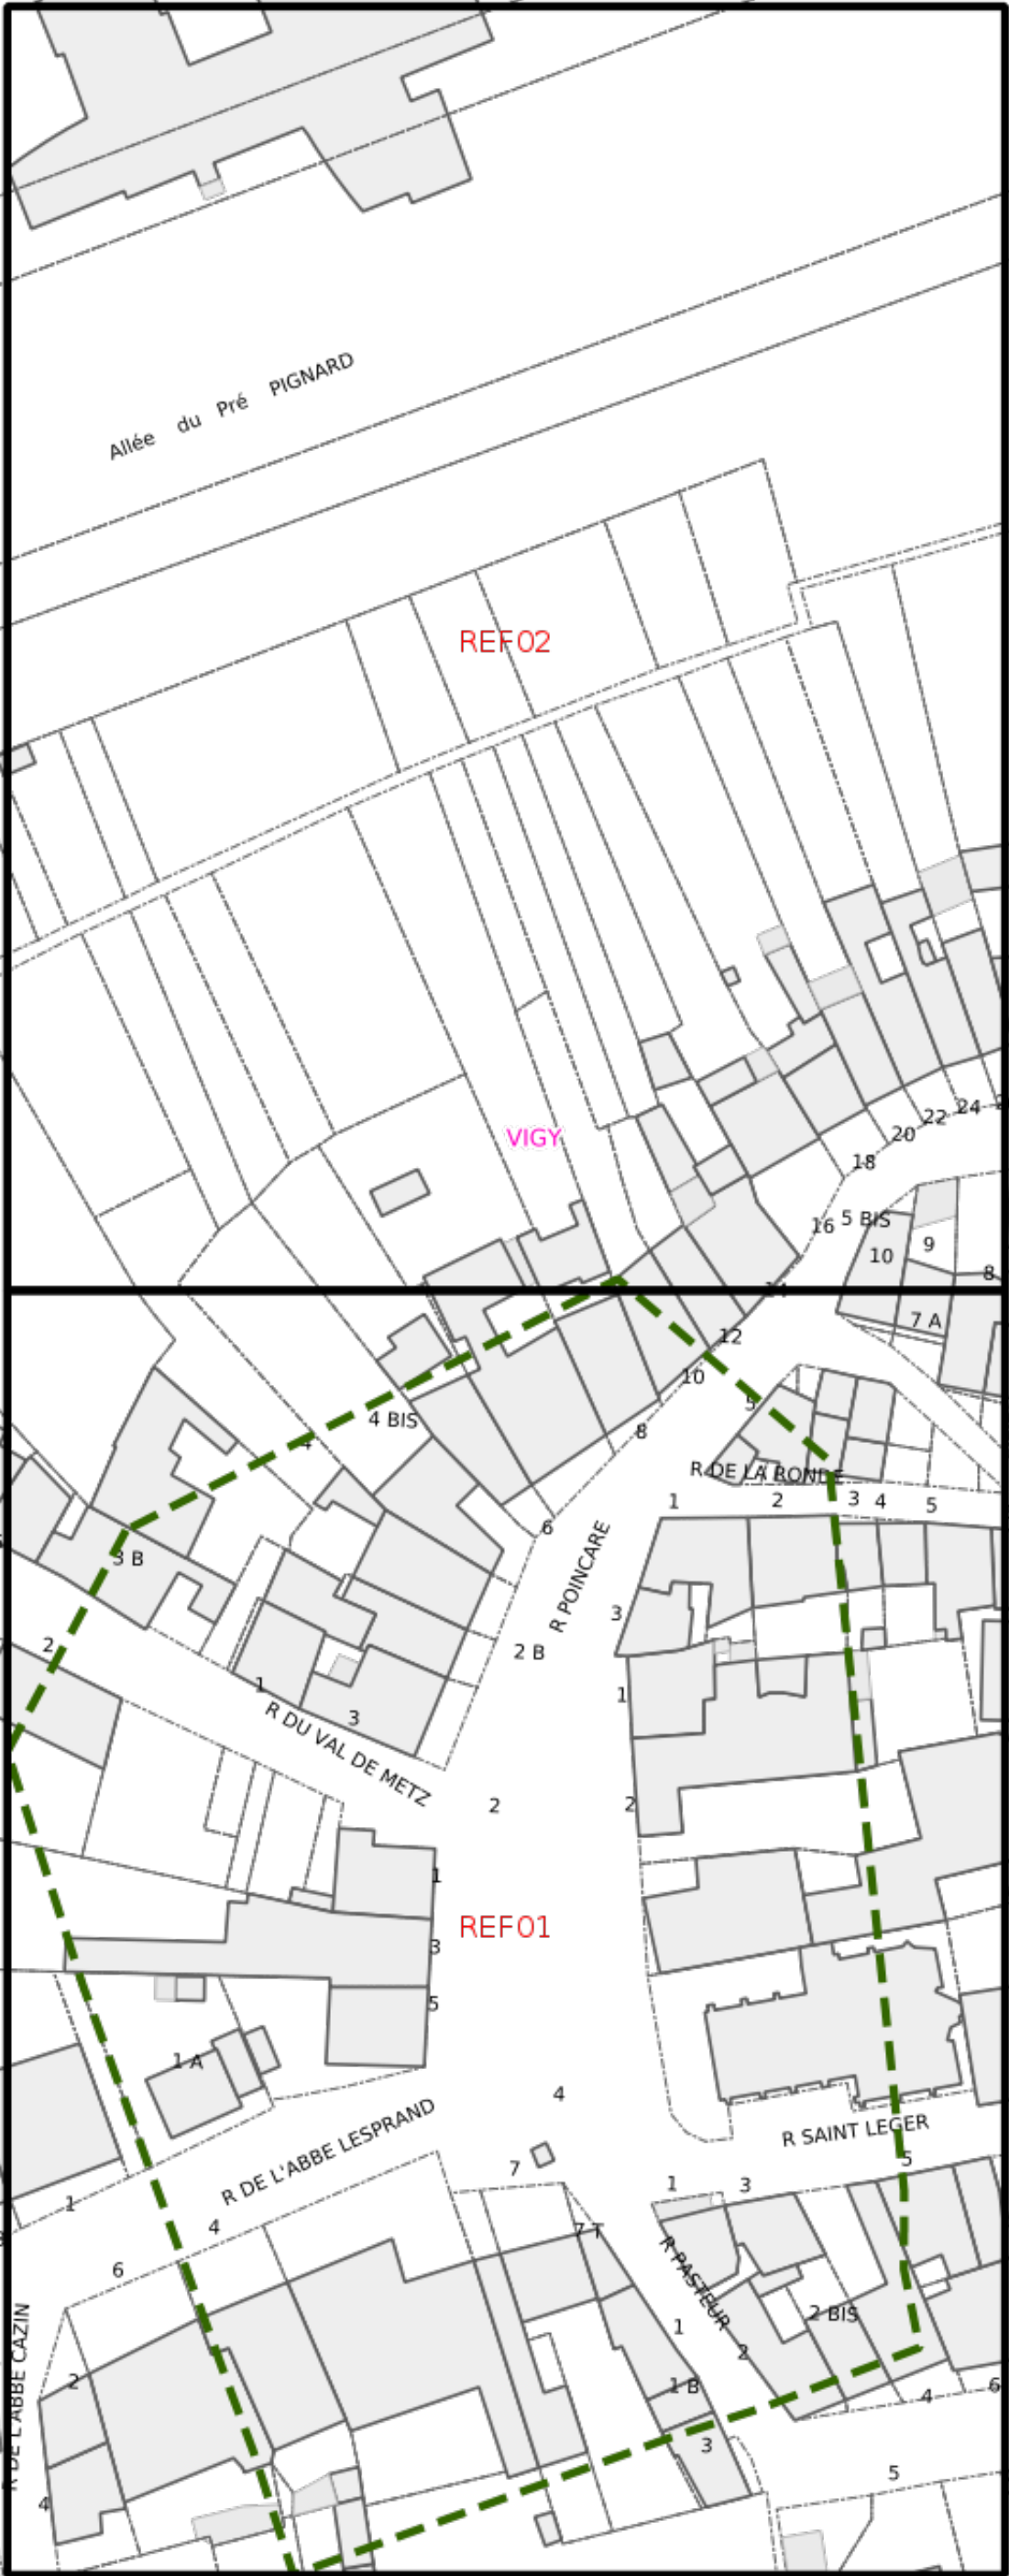 Allée du Pré PIGNARD
REF02
VIGY
24
22
20
18
16
5 BIS
10
9
8
7 A
12
10
5
4 BIS
4
8
R DE LA RONDE
1
2
3
4
5
6
3 B
R POINCARE
3
2
2 B
1
1
3
R DU VAL DE METZ
2
2
1
REF01
3
5
1 A
4
R DE L'ABBE LESPRAND
R SAINT LEGER
5
7
1
3
1
4
7 T
6
R PASTEUR
2 BIS
1
2
R DE L'ABBE CAZIN
2
1 B
4
6
3
5
4